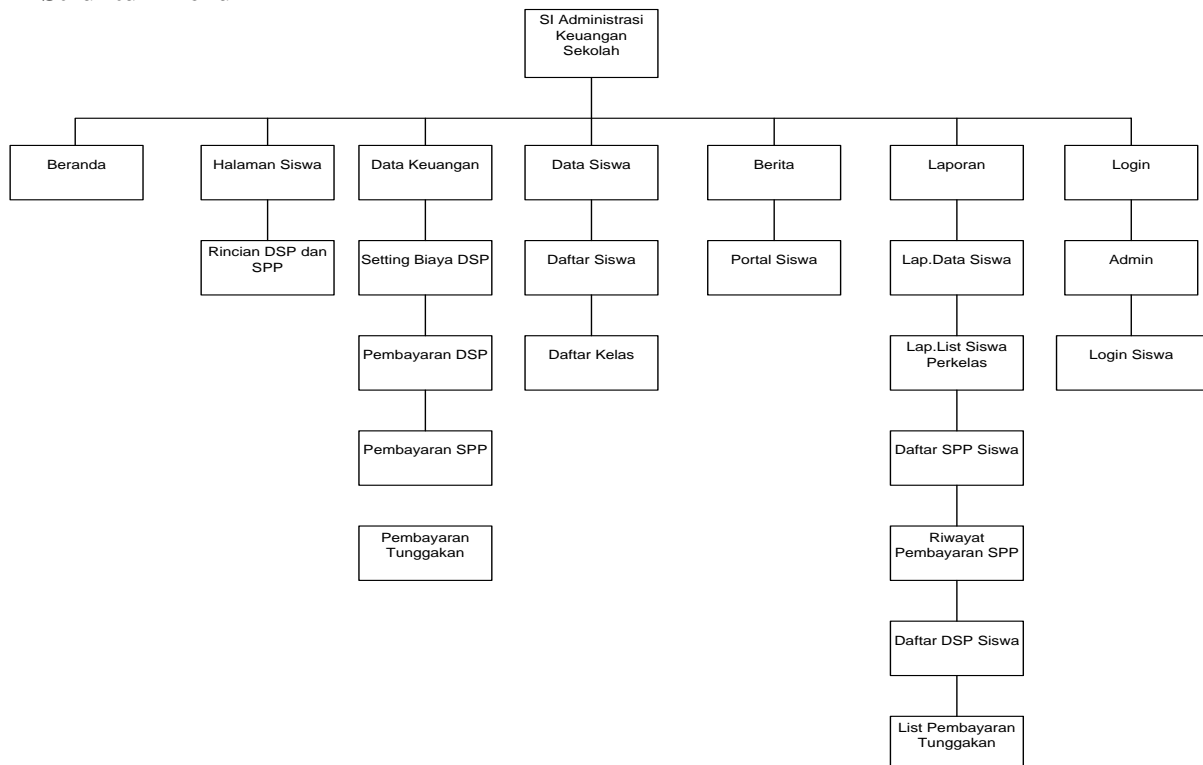 SI Administrasi
Keuangan
Sekolah
Beranda
Halaman Siswa
Data Keuangan
Data Siswa
Berita
Laporan
Login
Rincian DSP dan
SPP
Setting Biaya DSP
Daftar Siswa
Portal Siswa
Lap.Data Siswa
Admin
Pembayaran DSP
Daftar Kelas
Lap.List Siswa
Perkelas
Login Siswa
Pembayaran SPP
Daftar SPP Siswa
Pembayaran
Tunggakan
Riwayat
Pembayaran SPP
Daftar DSP Siswa
List Pembayaran
Tunggakan